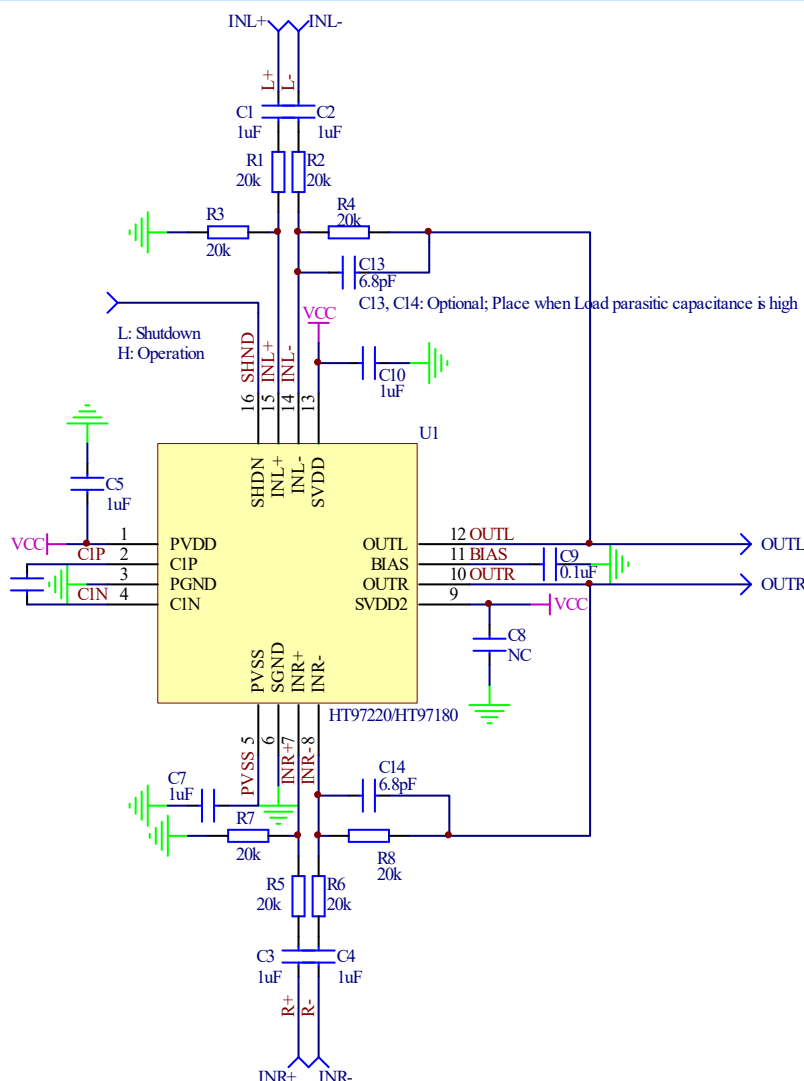 INL+ INL-
L+ L-
C1 C2
1uF 1uF
R1 R2
20k 20k
R3 R4
20k 20k
C13
6.8pF
C13, C14: Optional; Place when Load parasitic capacitance is high
VCC
L: Shutdown
H: Operation
SHND INL+ INL-
C10
1uF
16 15 14 13
U1
SHDN INL+ INL- SVDD
C5
1uF
VCC 1 PVDD
C1P 2 C1P
3 PGND
C1N 4 C1N
OUTL 12 OUTL OUTL
BIAS 11 BIAS C9
0.1uF
OUTR 10 OUTR OUTR
SVDD2 9 VCC
C8
NC
PVSS SGND INR+ INR-
HT97220/HT97180
PVSS 5 6 INR+ 7 INR- 8
C7
1uF
C14
6.8pF
R7
20k
R8
20k
R5 R6
20k 20k
C3 C4
1uF 1uF
R+ R-
INR+ INR-